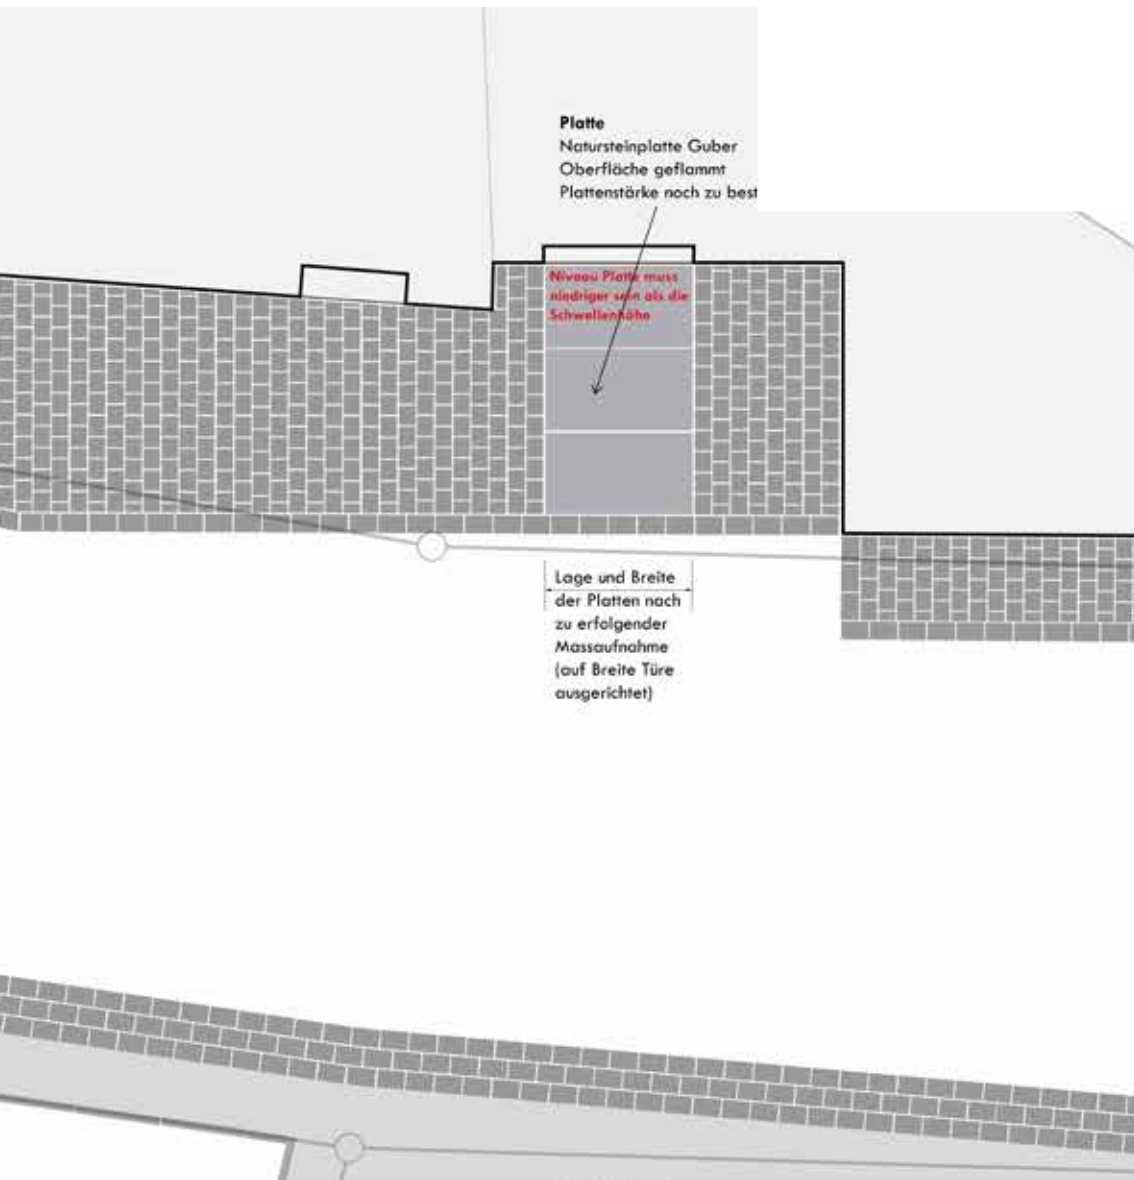 Platte
Natursteinplatte Guber
Oberfläche geflammt
Plattenstärke noch zu best
Niveau Platte muss
niedriger sein als die
Schwellenhöhe
Lage und Breite
der Platten nach
zu erfolgender
Massaufnahme
(auf Breite Türe
ausgerichtet)